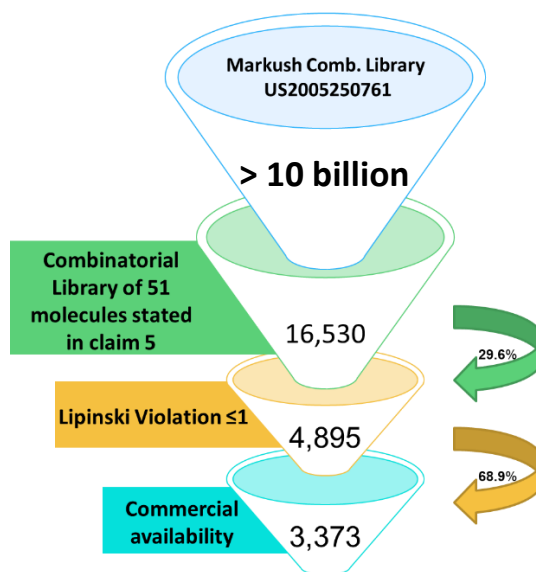 Markush Comb. Library
US2005250761
> 10 billion
Combinatorial
Library of 51
molecules stated
in claim 5
16,530
29.6%
Lipinski Violation ≤1
4,895
68.9%
Commercial
availability
3,373